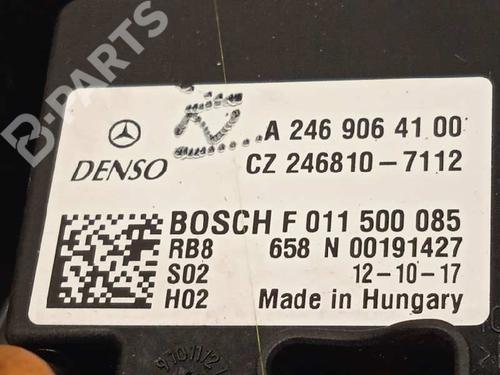 B-PARTS
A 246 906 41 00
DENSO
CZ 246810-7112
BOSCH F 011 500 085
RB8 658 N 00191427
S02 12-10-17
H02 Made in Hungary